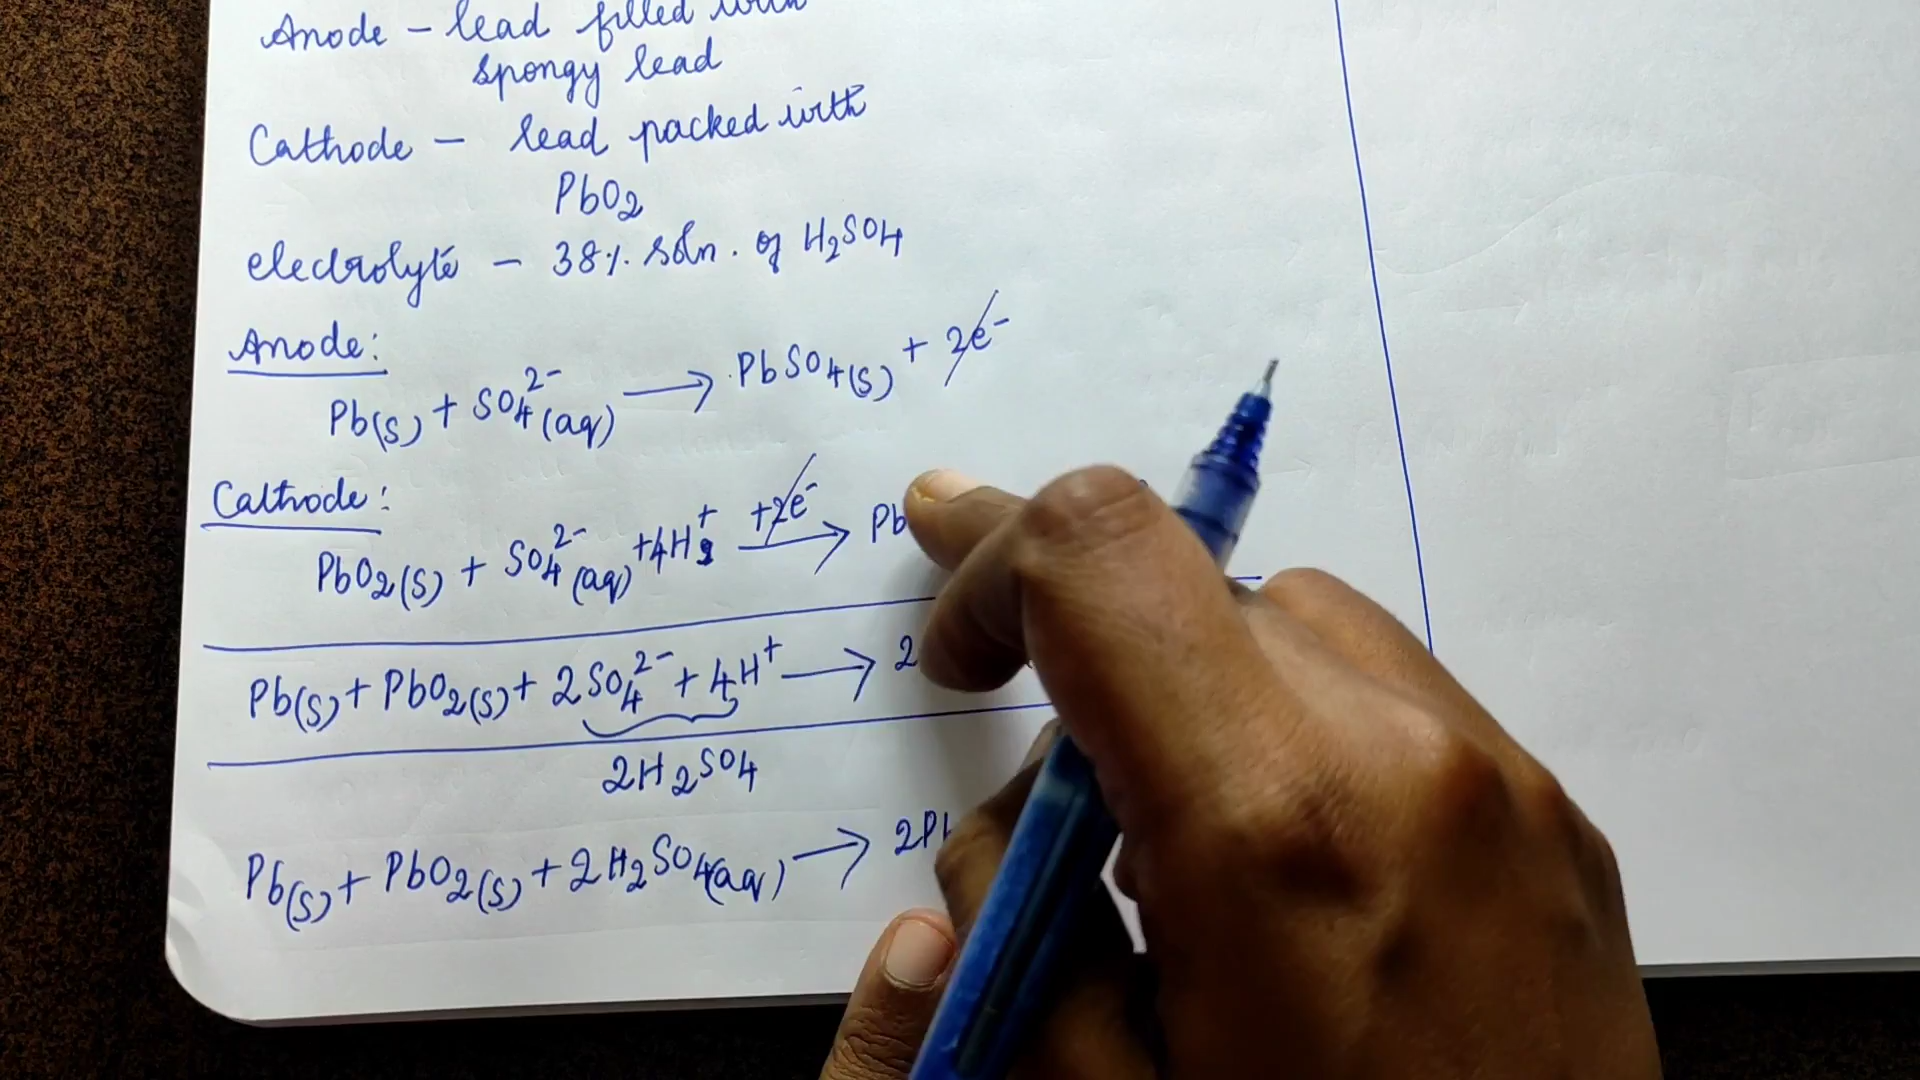 Anode - lead filled with
spongy lead
Cathode - lead packed with
PbO2
electrolyte - 38% soln. of H2SO4
Anode:
Pb(s) + SO4^2-(aq) ⟶ PbSO4(s) + 2e^-
Cathode:
PbO2(s) + SO4^2-(aq) + 4H^+ +2e^- ⟶ Pb
Pb(s) + PbO2(s) + 2SO4^2- + 4H^+ ⟶ 2
2H2SO4
Pb(s) + PbO2(s) + 2H2SO4(aq) ⟶ 2Pb